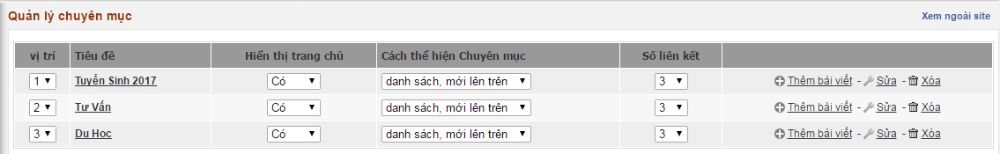 Quản lý chuyên mục Xem ngoài site
vị trí Tiêu đề Hiển thị trang chủ Cách thể hiện Chuyên mục Số liên kết
1 Tuyển Sinh 2017 Có danh sách, mới lên trên 3 Thêm bài viết - Sửa - Xóa
2 Tư Vấn Có danh sách, mới lên trên 3 Thêm bài viết - Sửa - Xóa
3 Du Học Có danh sách, mới lên trên 3 Thêm bài viết - Sửa - Xóa